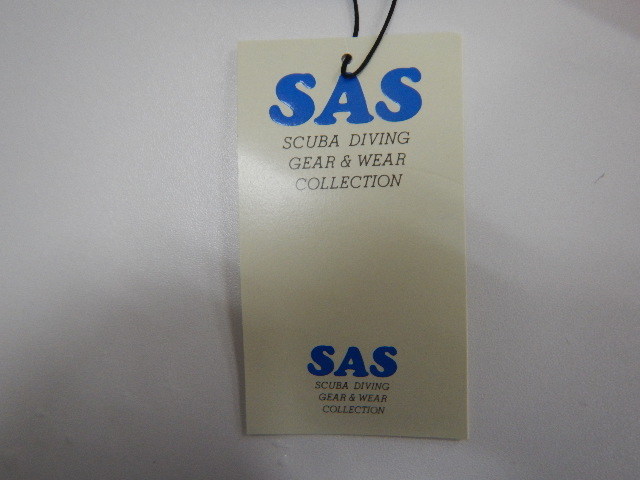 SAS
SCUBA DIVING
GEAR & WEAR
COLLECTION
SAS
SCUBA DIVING
GEAR & WEAR
COLLECTION